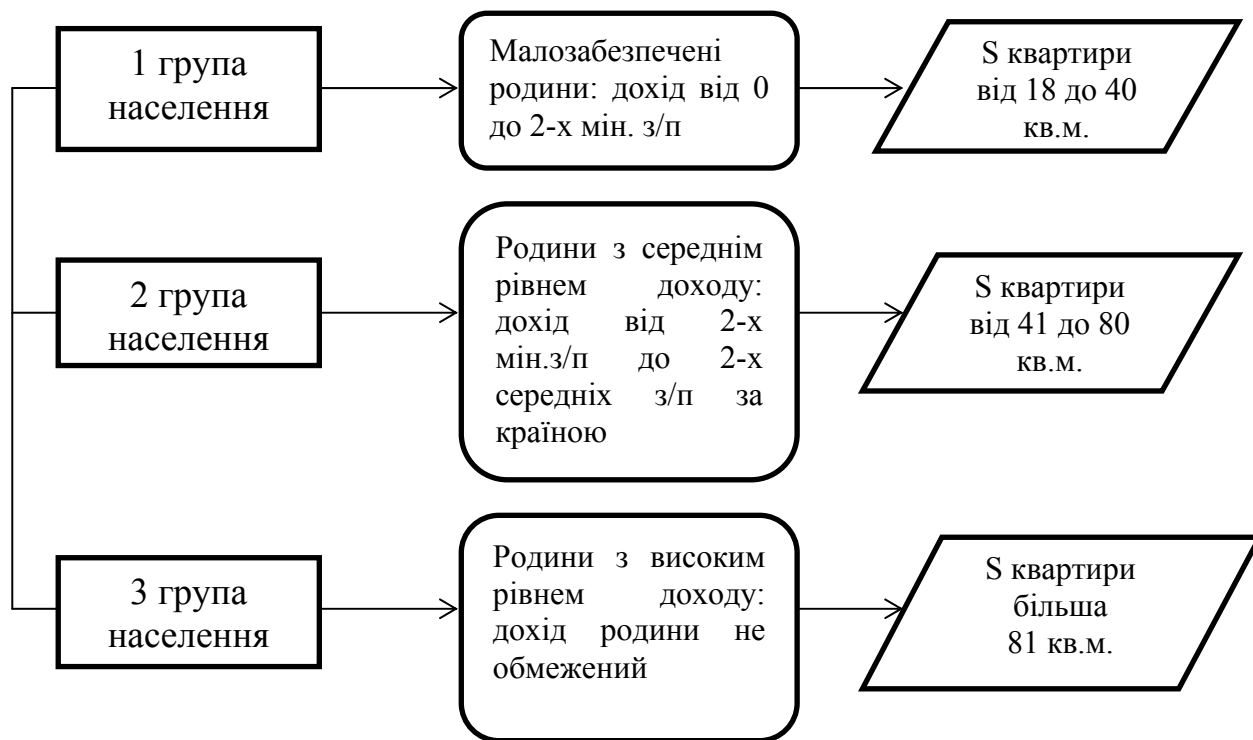 1 група
населення
Малозабезпечені
родини: дохід від 0
до 2-х мін. з/п
S квартири
від 18 до 40
кв.м.
2 група
населення
Родини з середнім
рівнем доходу:
дохід від 2-х
мін.з/п до 2-х
середніх з/п за
країною
S квартири
від 41 до 80
кв.м.
3 група
населення
Родини з високим
рівнем доходу:
дохід родини не
обмежений
S квартири
більша
81 кв.м.